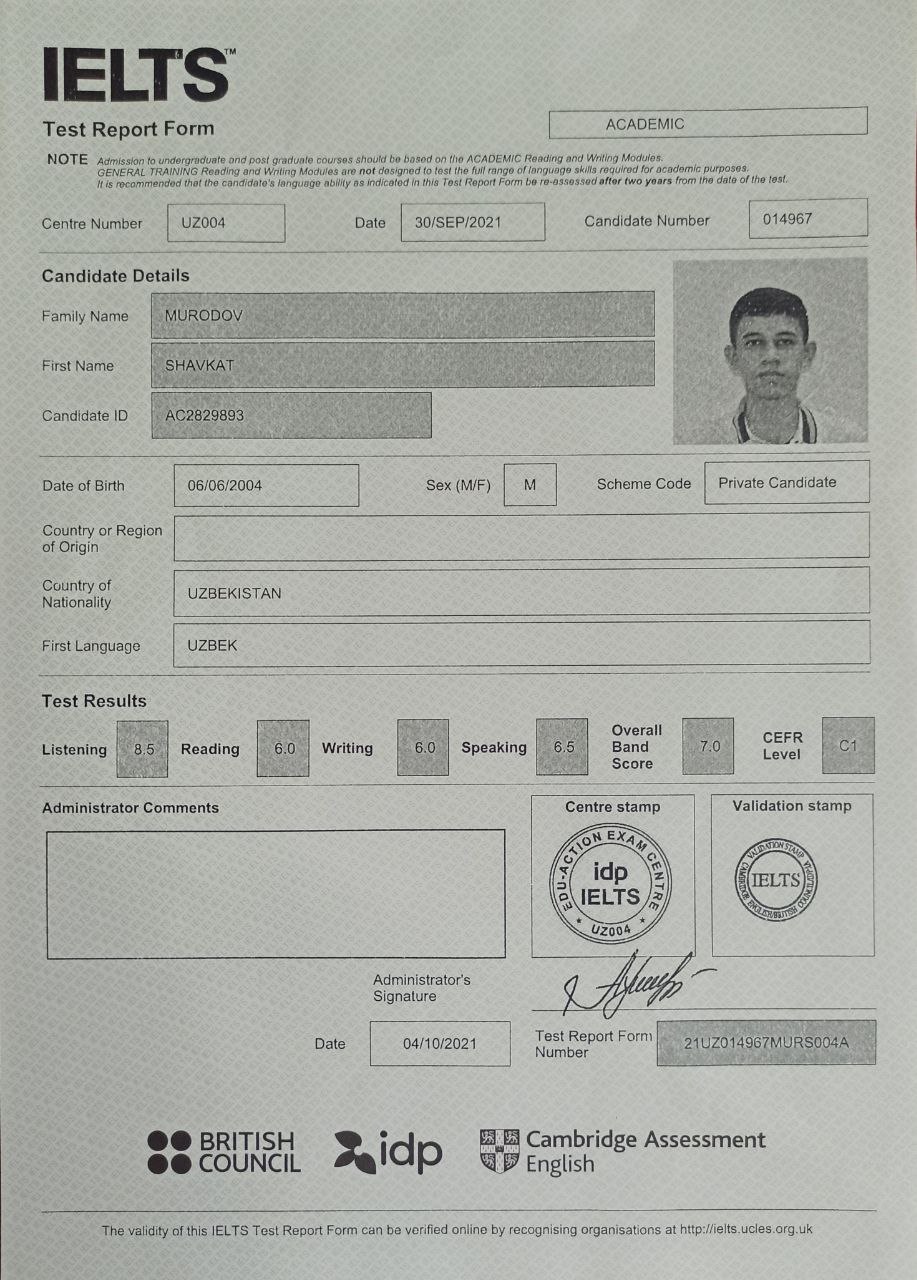 IELTS™
Test Report Form
ACADEMIC
NOTE Admission to undergraduate and post graduate courses should be based on the ACADEMIC Reading and Writing Modules.
GENERAL TRAINING Reading and Writing Modules are not designed to test the full range of language skills required for academic purposes.
It is recommended that the candidate's language ability as indicated in this Test Report Form be re-assessed after two years from the date of the test.
Centre Number UZ004 Date 30/SEP/2021 Candidate Number 014967
Candidate Details
Family Name MURODOV
First Name SHAVKAT
Candidate ID AC2829893
Date of Birth 06/06/2004 Sex (M/F) M Scheme Code Private Candidate
Country or Region
of Origin
Country of
Nationality
UZBEKISTAN
First Language UZBEK
Test Results
Listening 8.5 Reading 6.0 Writing 6.0 Speaking 6.5
Overall
Band
Score
7.0
CEFR
Level
C1
Administrator Comments
Centre stamp
EDU-ACTION EXAM CENTRE
idp
IELTS
UZ004
Validation stamp
VALIDATION STAMP
IELTS
CAMBRIDGE ENGLISH/BRITISH COUNCIL/IDP:IA
Administrator's
Signature
Date 04/10/2021
Test Report Form
Number
21UZ014967MURS004A
BRITISH
COUNCIL
idp
Cambridge Assessment
English
The validity of this IELTS Test Report Form can be verified online by recognising organisations at http://ielts.ucles.org.uk